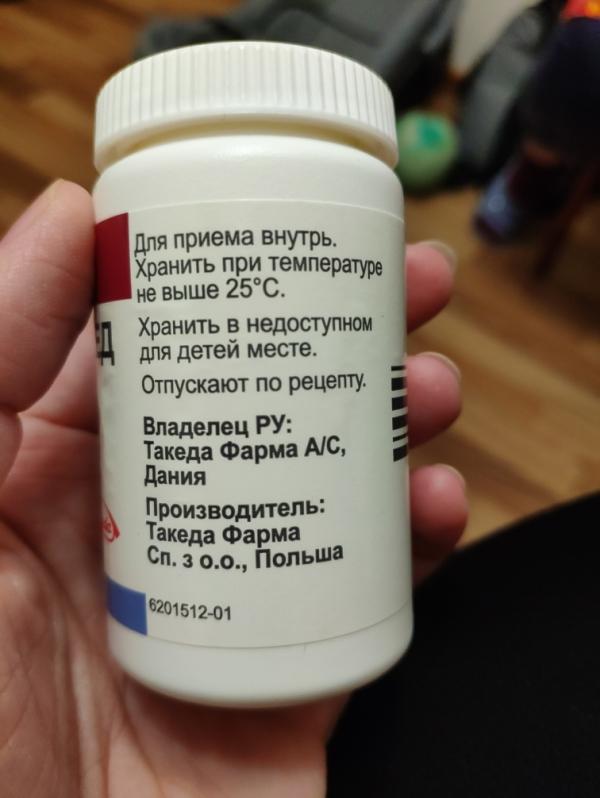 Для приема внутрь.
Хранить при температуре
не выше 25°С.
Хранить в недоступном
для детей месте.
Отпускают по рецепту.
Владелец РУ:
Такеда Фарма А/С,
Дания
Производитель:
Такеда Фарма
Сп. з о.о., Польша
6201512-01